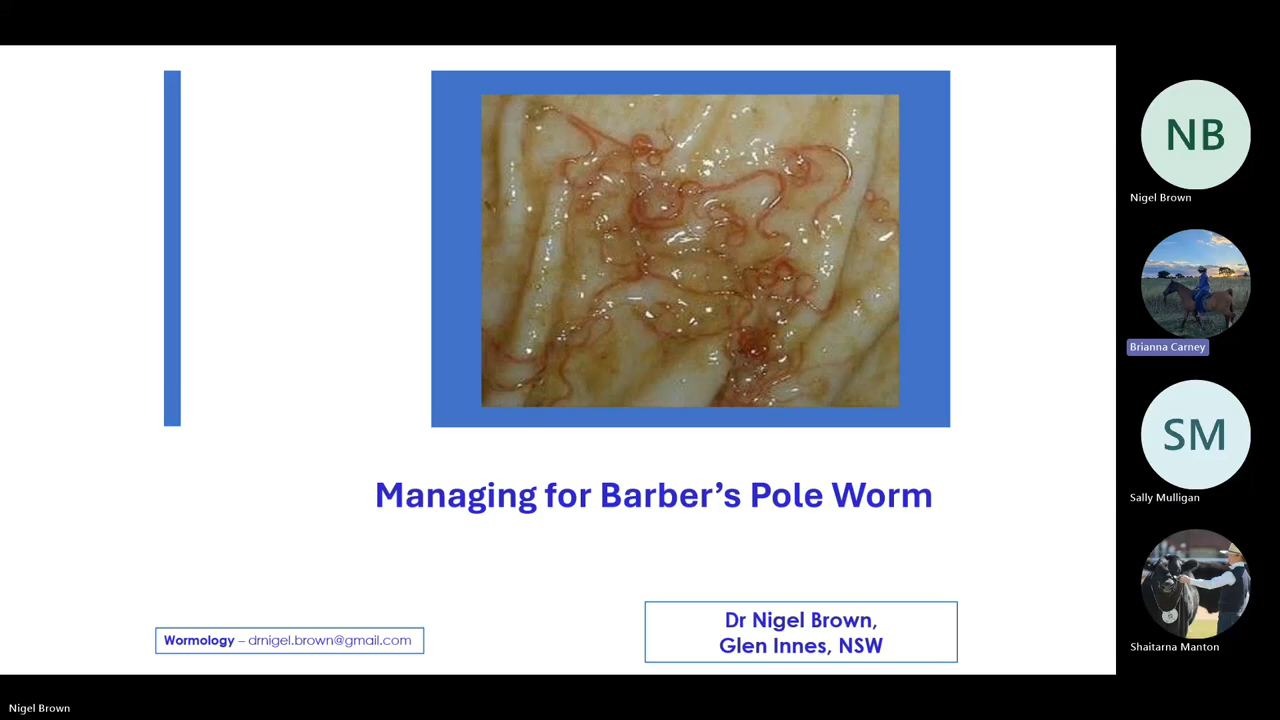 Managing for Barber's Pole Worm
Wormology – drnigel.brown@gmail.com
Dr Nigel Brown,
Glen Innes, NSW
NB
Nigel Brown
Brianna Carney
SM
Sally Mulligan
Shaitarna Manton
Nigel Brown